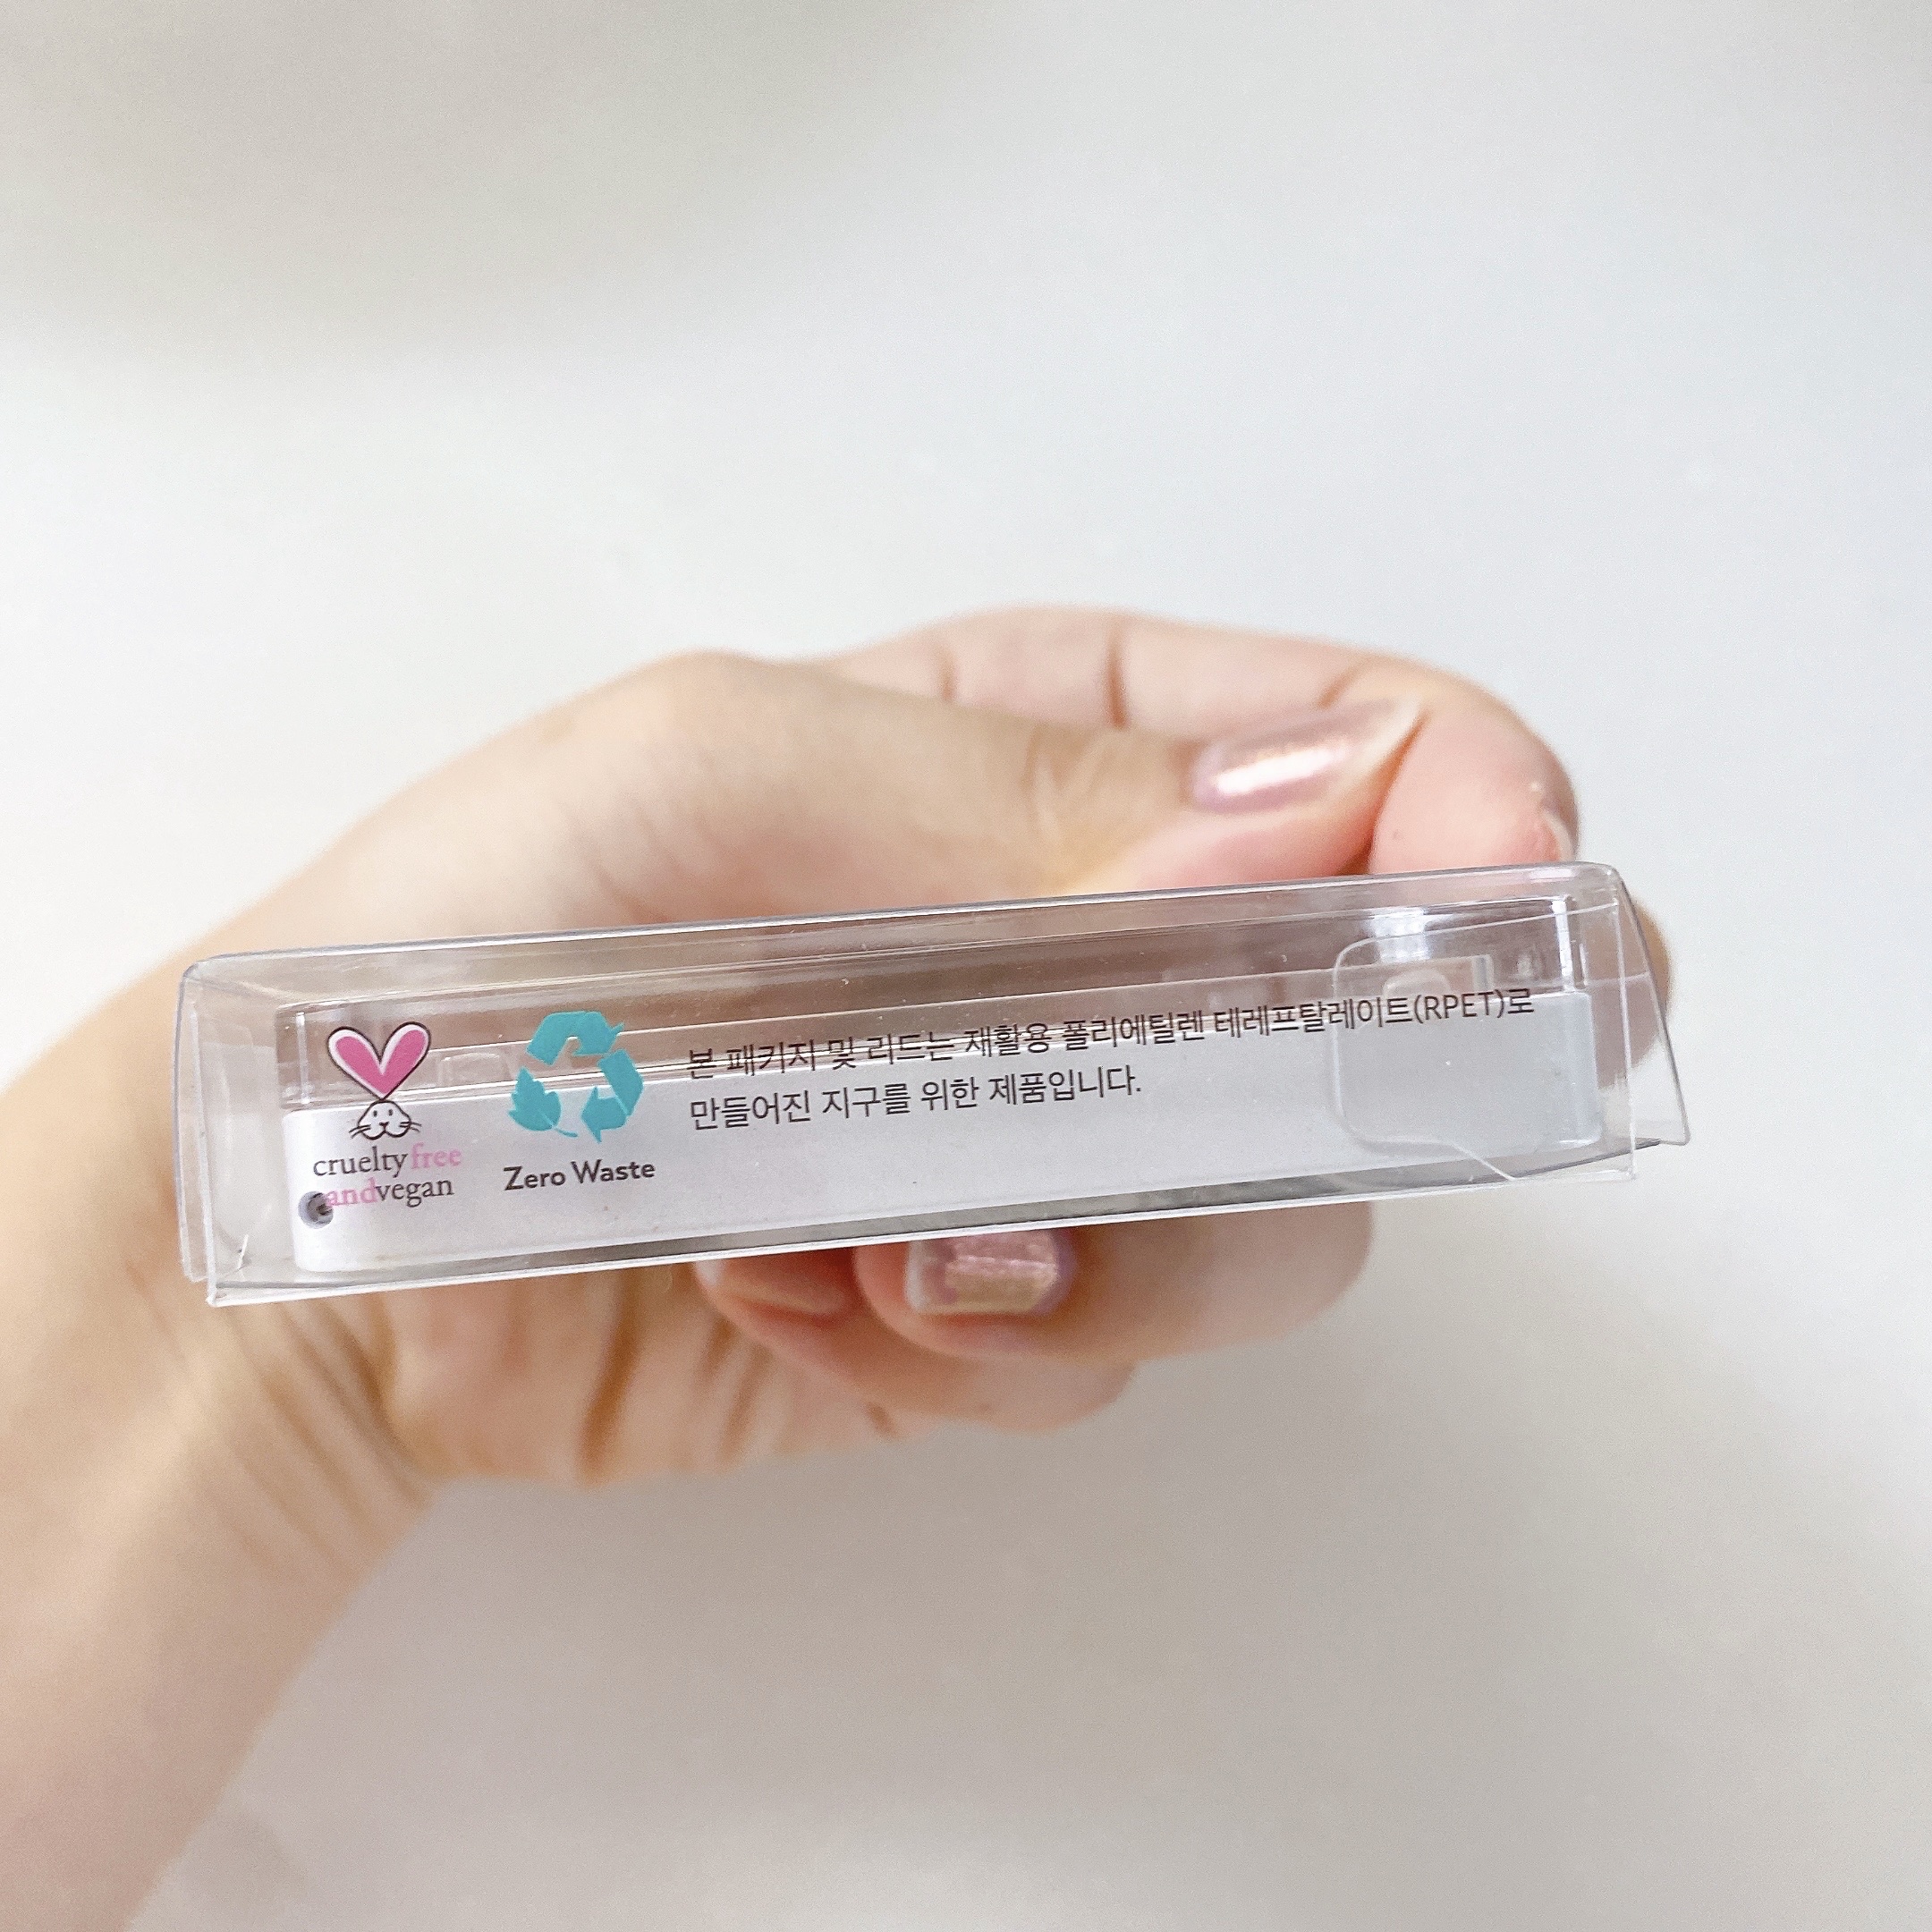 cruelty free
and vegan
Zero Waste
본 패키지 및 리드는 재활용 폴리에틸렌 테레프탈레이트(RPET)로
만들어진 지구를 위한 제품입니다.